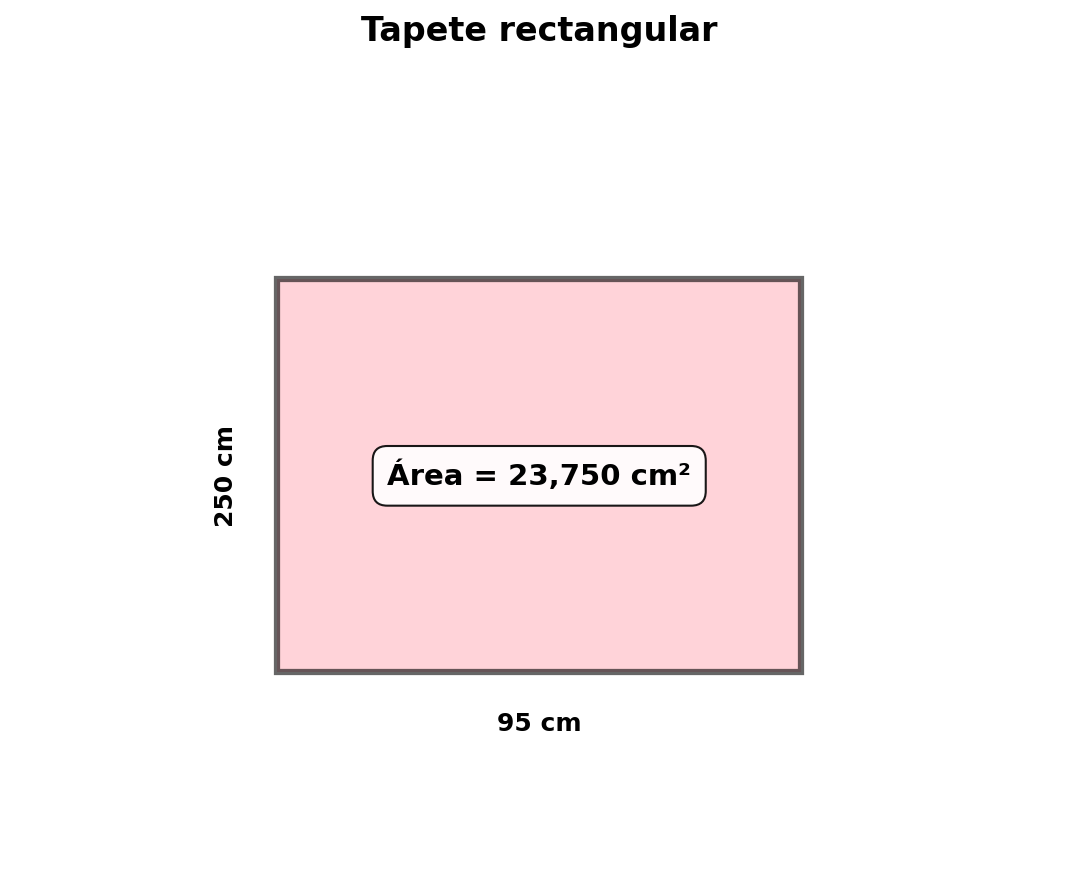 Tapete rectangular
250 cm
Área = 23,750 cm²
95 cm